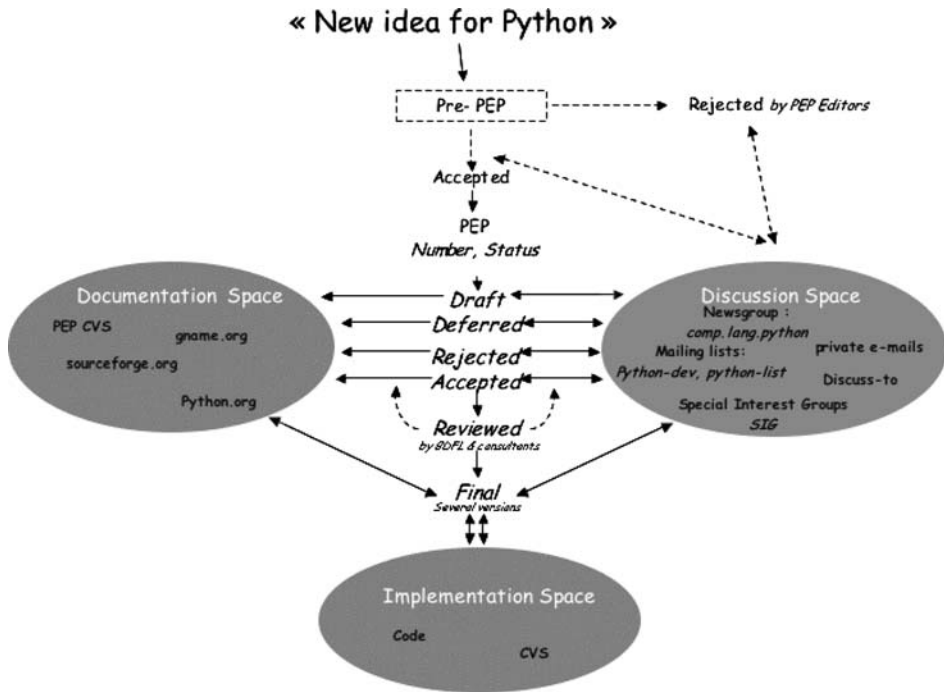 « New idea for Python »
Pre- PEP
Rejected by PEP Editors
Accepted
PEP
Number, Status
Documentation Space
PEP CVS
gname.org
sourceforge.org
Python.org
Draft
Deferred
Rejected
Accepted
Reviewed
by BDFL & consultants
Final
Several versions
Discussion Space
Newsgroup :
comp.lang.python
Mailing lists:
private e-mails
Python-dev, python-list
Discuss-to
Special Interest Groups
SIG
Implementation Space
Code
CVS